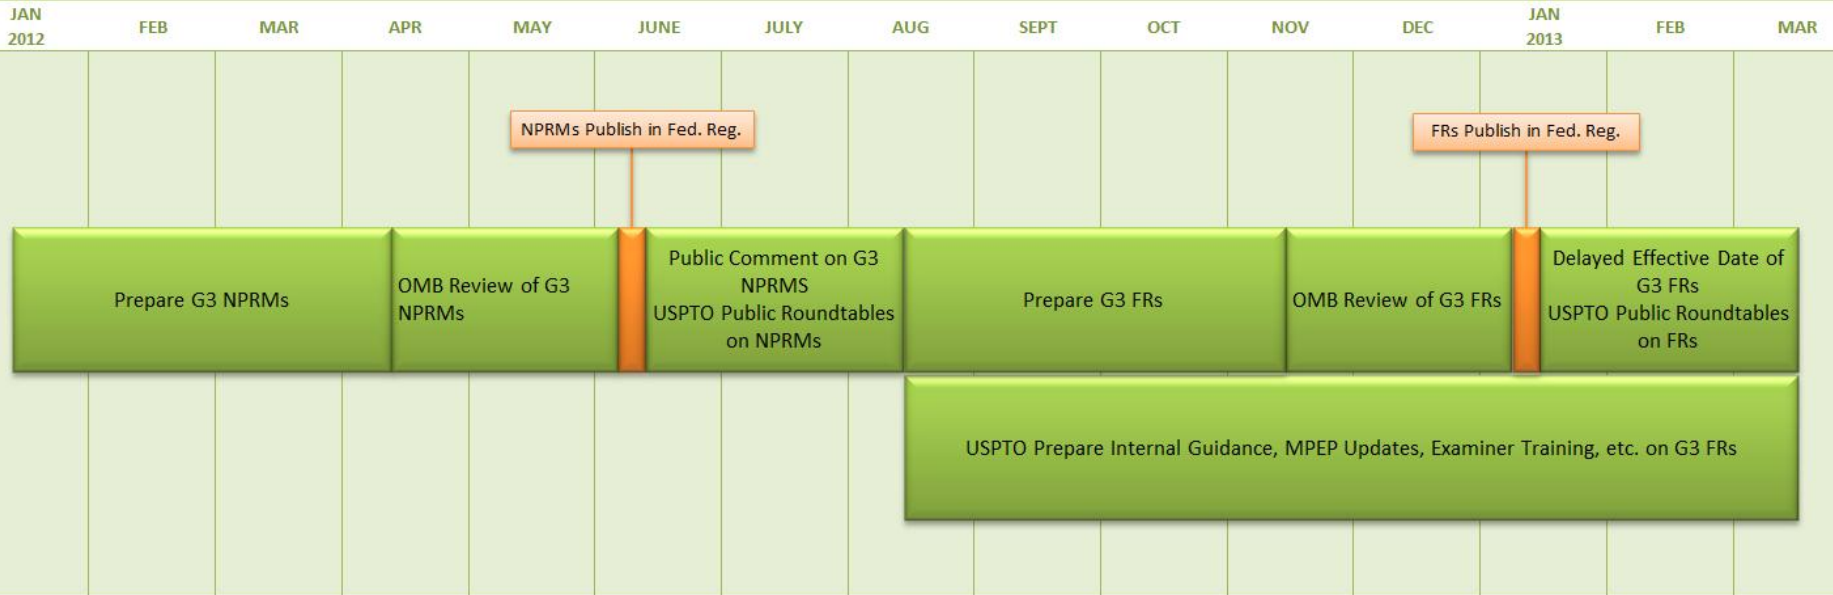 JAN
2012
FEB
MAR
APR
MAY
JUNE
JULY
AUG
SEPT
OCT
NOV
DEC
JAN
2013
FEB
MAR
NPRMs Publish in Fed. Reg.
FRs Publish in Fed. Reg.
Prepare G3 NPRMs
OMB Review of G3
NPRMs
Public Comment on G3
NPRMS
USPTO Public Roundtables
on NPRMs
Prepare G3 FRs
OMB Review of G3 FRs
Delayed Effective Date of
G3 FRs
USPTO Public Roundtables
on FRs
USPTO Prepare Internal Guidance, MPEP Updates, Examiner Training, etc. on G3 FRs